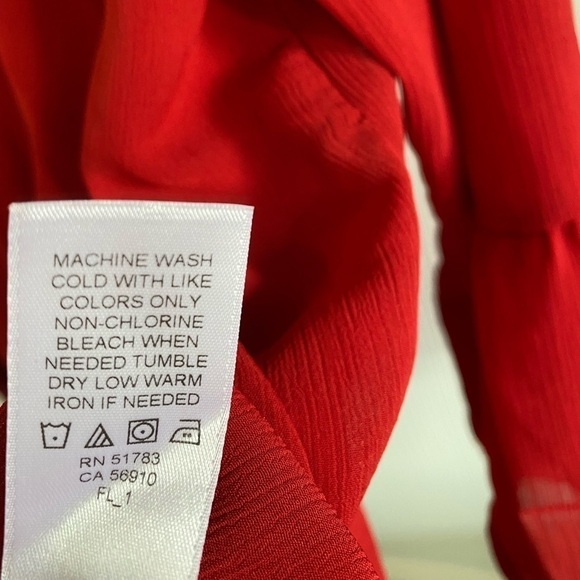 MACHINE WASH
COLD WITH LIKE
COLORS ONLY
NON-CHLORINE
BLEACH WHEN
NEEDED TUMBLE
DRY LOW WARM
IRON IF NEEDED
RN 51783
CA 56910
FL_1